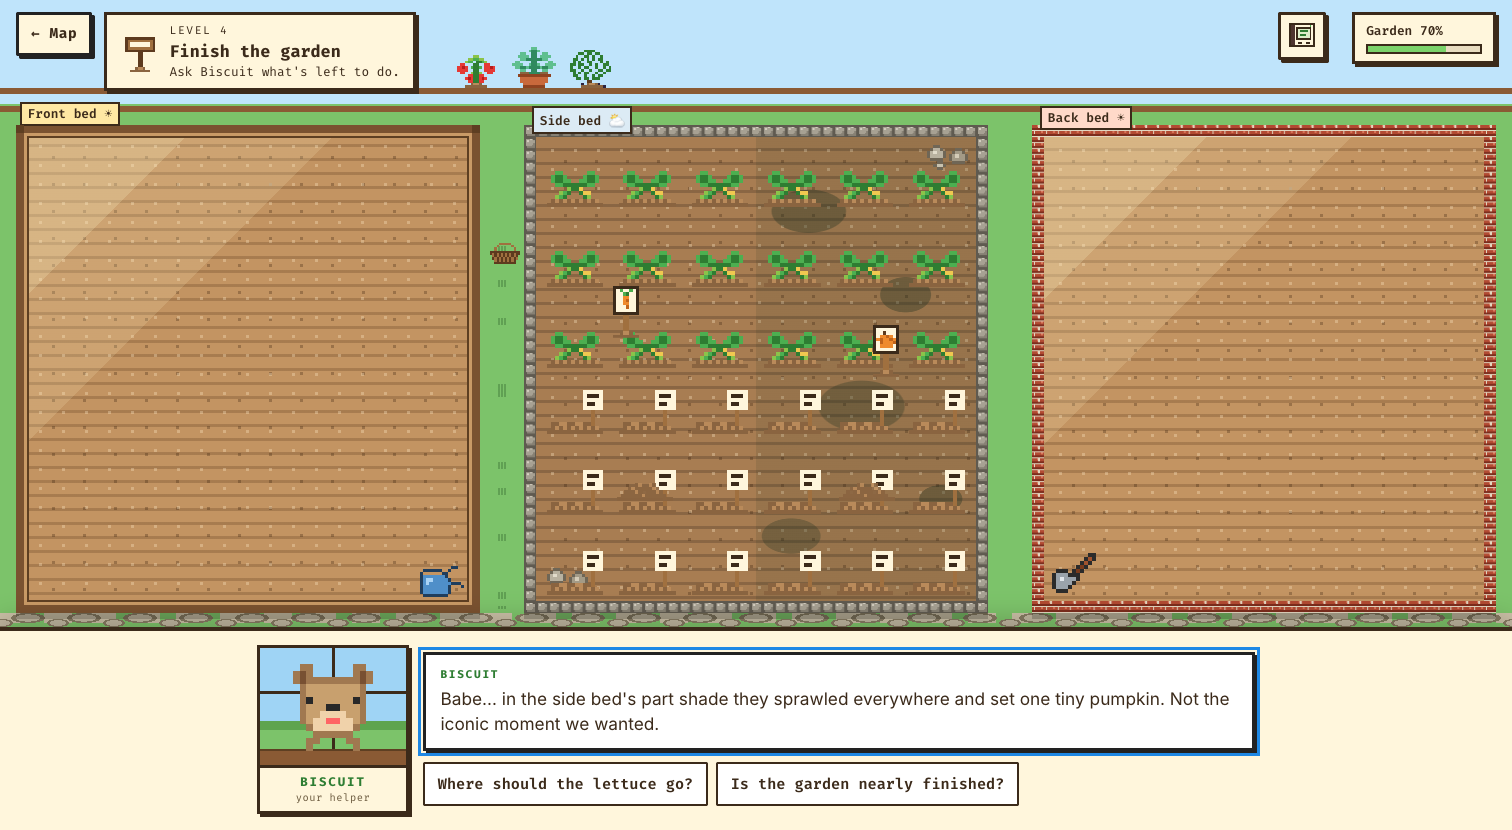 ← Map
LEVEL 4
Finish the garden
Ask Biscuit what's left to do.
Garden 70%
Front bed ☀
Side bed ⛅
Back bed ☀
BISCUIT
Babe... in the side bed's part shade they sprawled everywhere and set one tiny pumpkin. Not the
iconic moment we wanted.
BISCUIT
your helper
Where should the lettuce go?
Is the garden nearly finished?